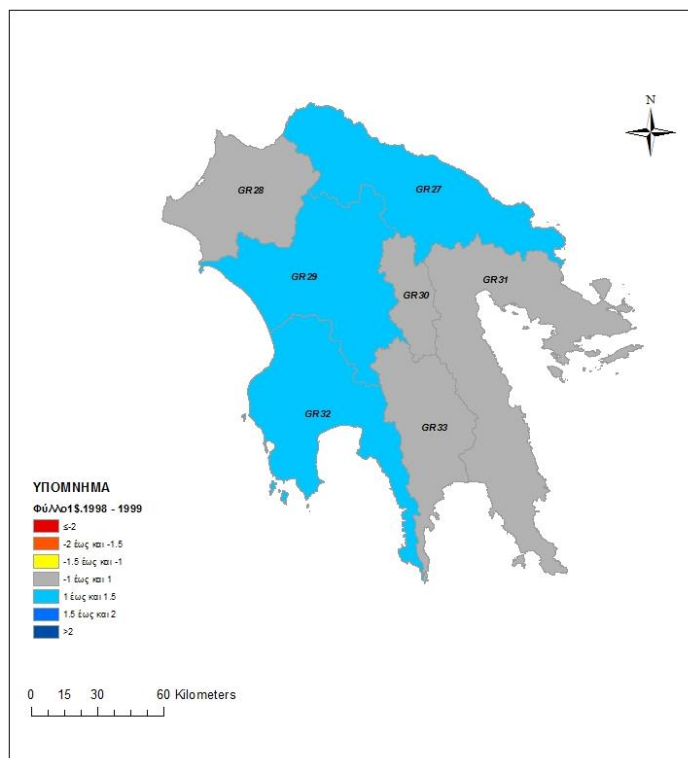 N
GR28
GR27
GR29
GR31
GR30
GR32
GR33
ΥΠΟΜΝΗΜΑ
Φύλλο1$.1998 - 1999
≤-2
-2 έως και -1.5
-1.5 έως και -1
-1 έως και 1
1 έως και 1.5
1.5 έως και 2
>2
0 15 30 60 Kilometers